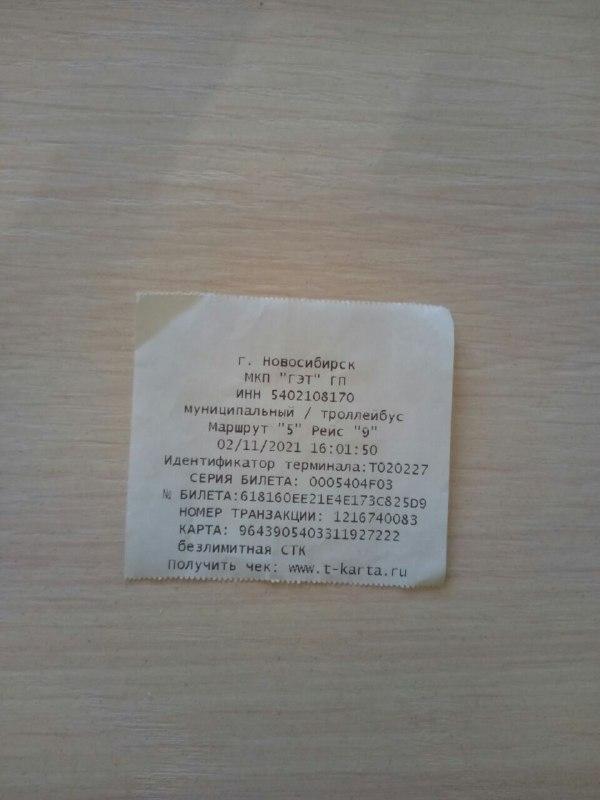 г. Новосибирск
МКП "ГЭТ" ГП
ИНН 5402108170
муниципальный / троллейбус
Маршрут "5" Рейс "9"
02/11/2021 16:01:50
Идентификатор терминала:T020227
СЕРИЯ БИЛЕТА: 0005404F03
№ БИЛЕТА:618160EE21E4E173C825D9
НОМЕР ТРАНЗАКЦИИ: 1216740083
КАРТА: 9643905403311927222
безлимитная СТК
Получить чек: www.t-karta.ru